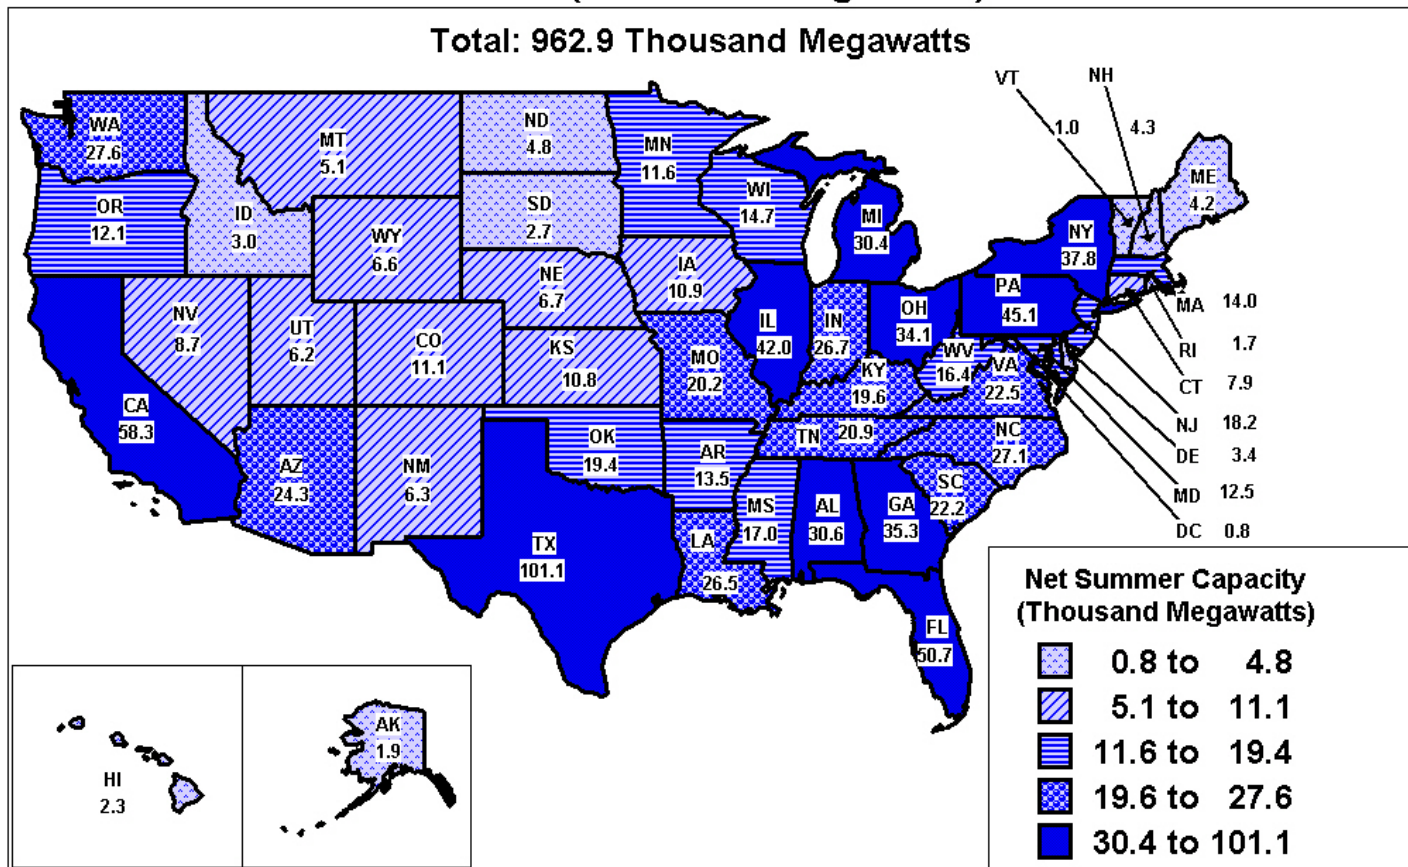 Total: 962.9 Thousand Megawatts
VT
NH
1.0
4.3
WA
27.6
MT
5.1
ND
4.8
MN
11.6
ME
4.2
OR
12.1
ID
3.0
WY
6.6
SD
2.7
WI
14.7
MI
30.4
NY
37.8
NV
8.7
UT
6.2
CO
11.1
NE
6.7
IA
10.9
KS
10.8
MO
20.2
IL
42.0
IN
26.7
OH
34.1
PA
45.1
WV
16.4
VA
22.5
KY
19.6
MA 14.0
RI 1.7
CT 7.9
NJ 18.2
DE 3.4
MD 12.5
DC 0.8
CA
58.3
AZ
24.3
NM
6.3
OK
19.4
AR
13.5
TN 20.9
NC
27.1
SC
22.2
MS
17.0
AL
30.6
GA
35.3
TX
101.1
LA
26.5
FL
50.7
HI
2.3
AK
1.9
Net Summer Capacity
(Thousand Megawatts)
0.8 to 4.8
5.1 to 11.1
11.6 to 19.4
19.6 to 27.6
30.4 to 101.1